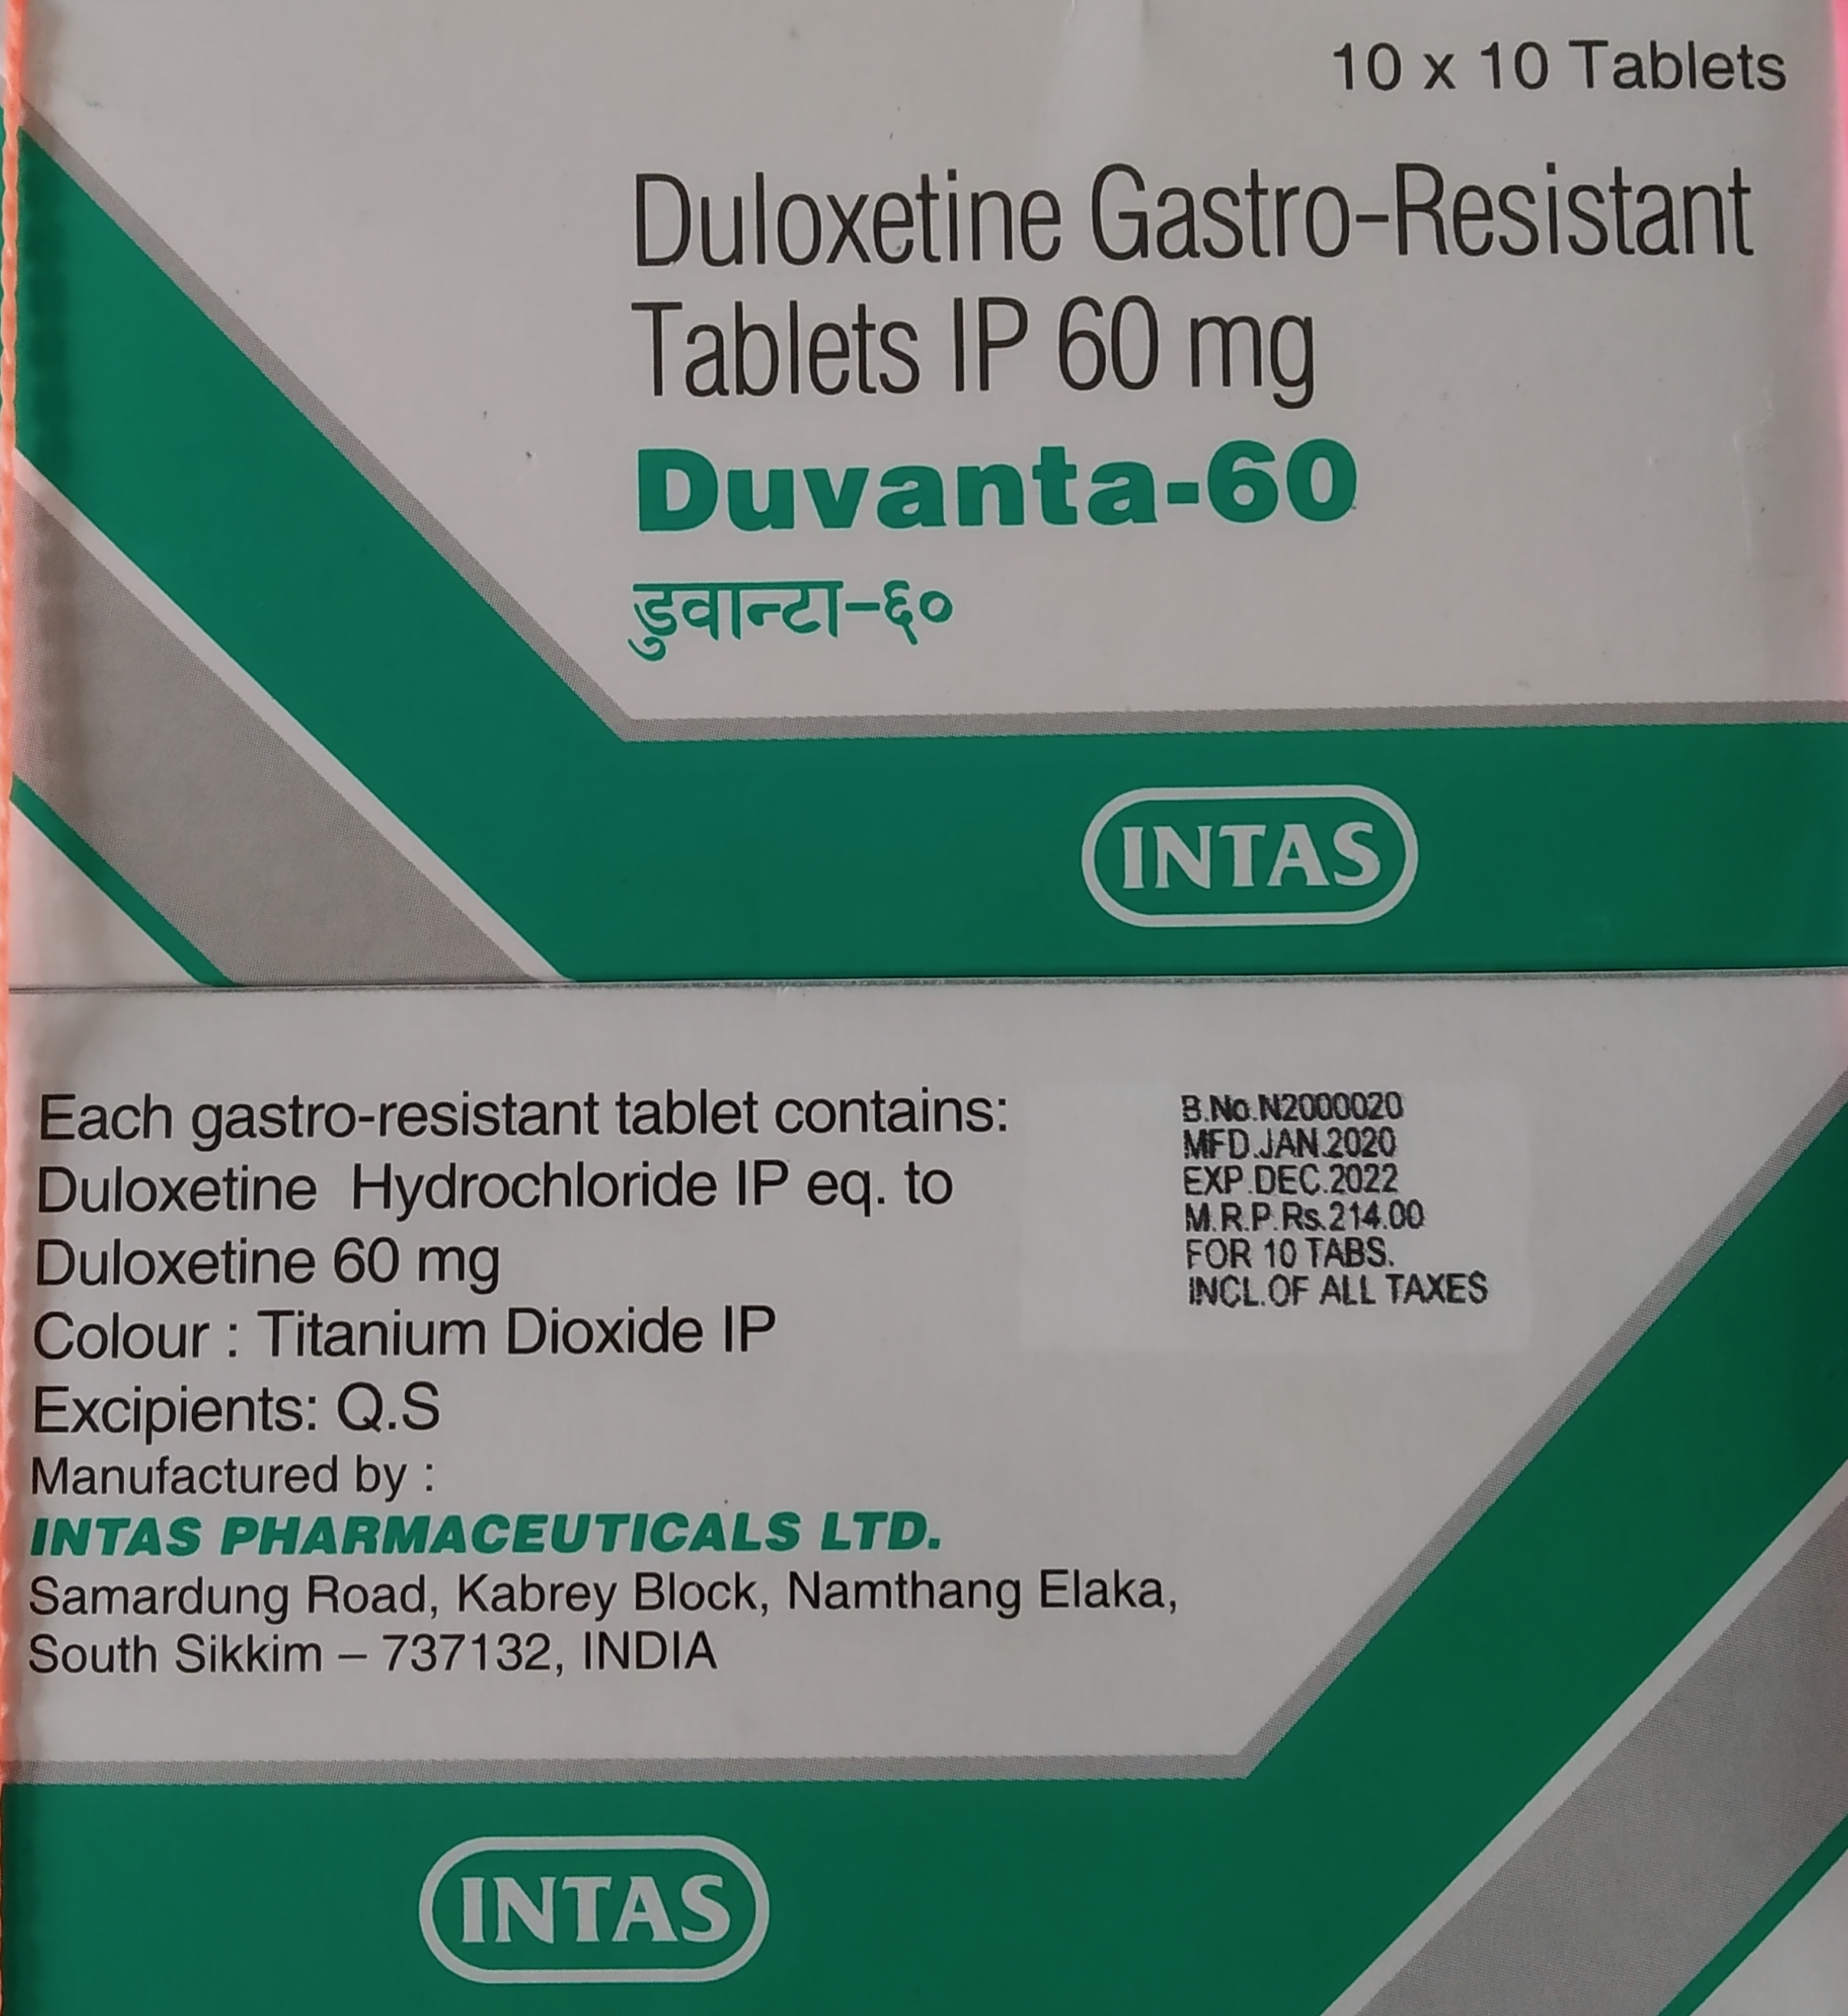 10 x 10 Tablets
Duloxetine Gastro-Resistant
Tablets IP 60 mg
Duvanta-60
डुवान्टा-६०
INTAS
Each gastro-resistant tablet contains:
Duloxetine Hydrochloride IP eq. to
Duloxetine 60 mg
Colour : Titanium Dioxide IP
Excipients: Q.S
Manufactured by :
INTAS PHARMACEUTICALS LTD.
Samardung Road, Kabrey Block, Namthang Elaka,
South Sikkim – 737132, INDIA
B.No.N2000020
MFD.JAN.2020
EXP.DEC.2022
M.R.P.Rs.214.00
FOR 10 TABS.
INCL.OF ALL TAXES
INTAS